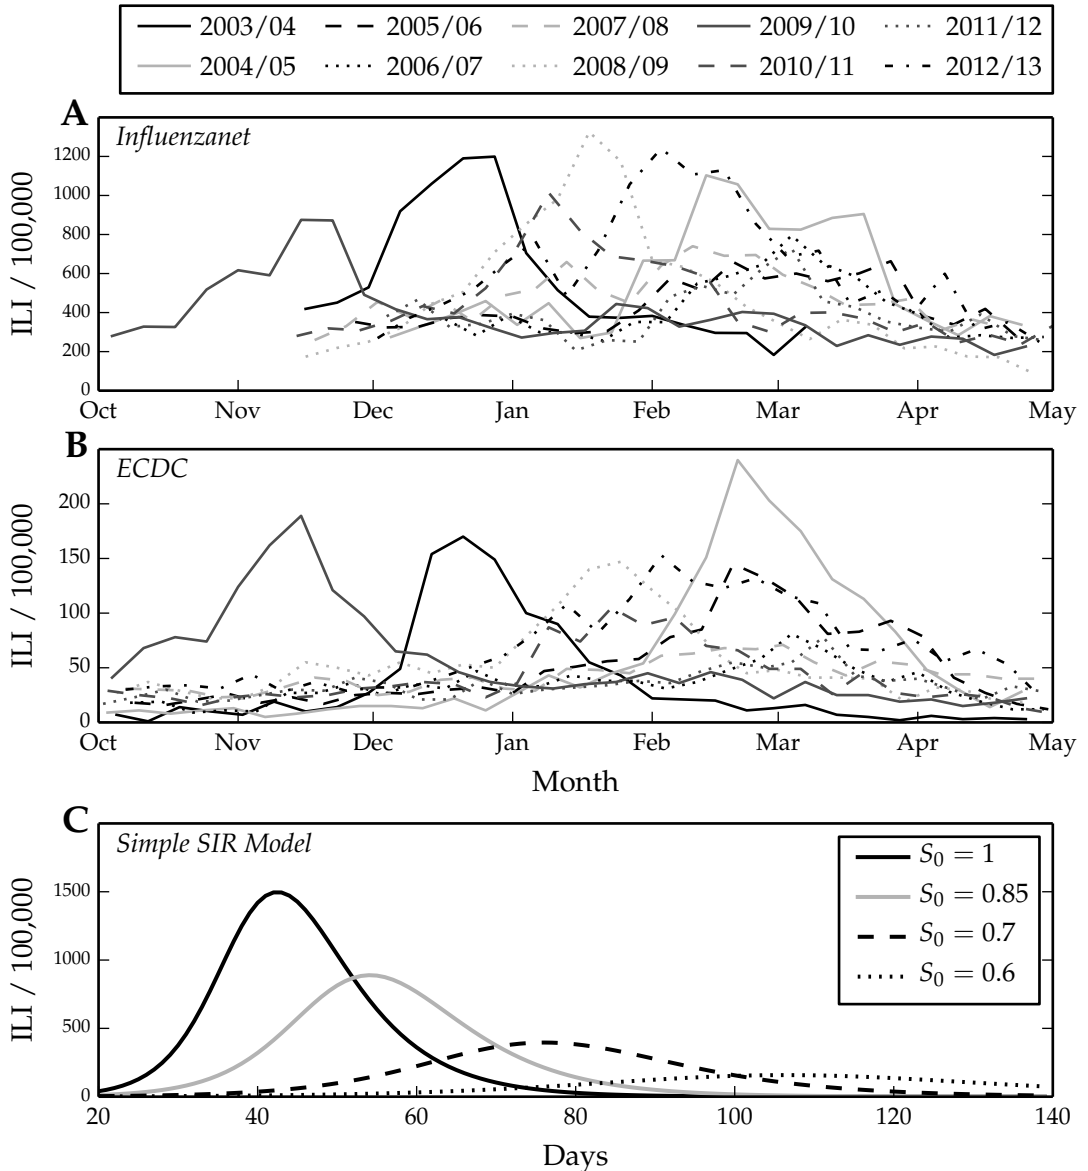 2003/04 2005/06 2007/08 2009/10 2011/12
2004/05 2006/07 2008/09 2010/11 2012/13
A
Influenzanet
1200
1000
800
600
400
200
0
ILI / 100,000
Oct Nov Dec Jan Feb Mar Apr May
B
ECDC
200
150
100
50
0
ILI / 100,000
Oct Nov Dec Jan Feb Mar Apr May
Month
C
Simple SIR Model
S₀ = 1
S₀ = 0.85
S₀ = 0.7
S₀ = 0.6
1500
1000
500
0
ILI / 100,000
20 40 60 80 100 120 140
Days